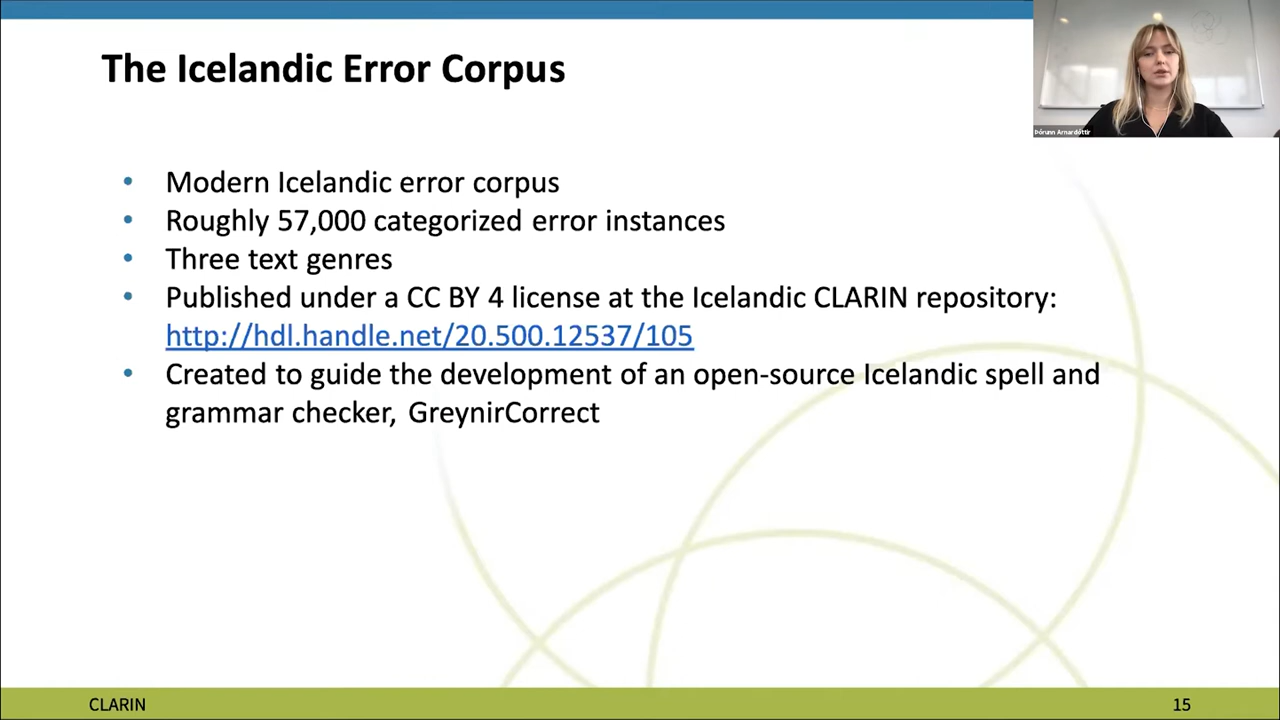 The Icelandic Error Corpus
Þórunn Arnardóttir
• Modern Icelandic error corpus
• Roughly 57,000 categorized error instances
• Three text genres
• Published under a CC BY 4 license at the Icelandic CLARIN repository:
http://hdl.handle.net/20.500.12537/105
• Created to guide the development of an open-source Icelandic spell and
grammar checker, GreynirCorrect
CLARIN
15